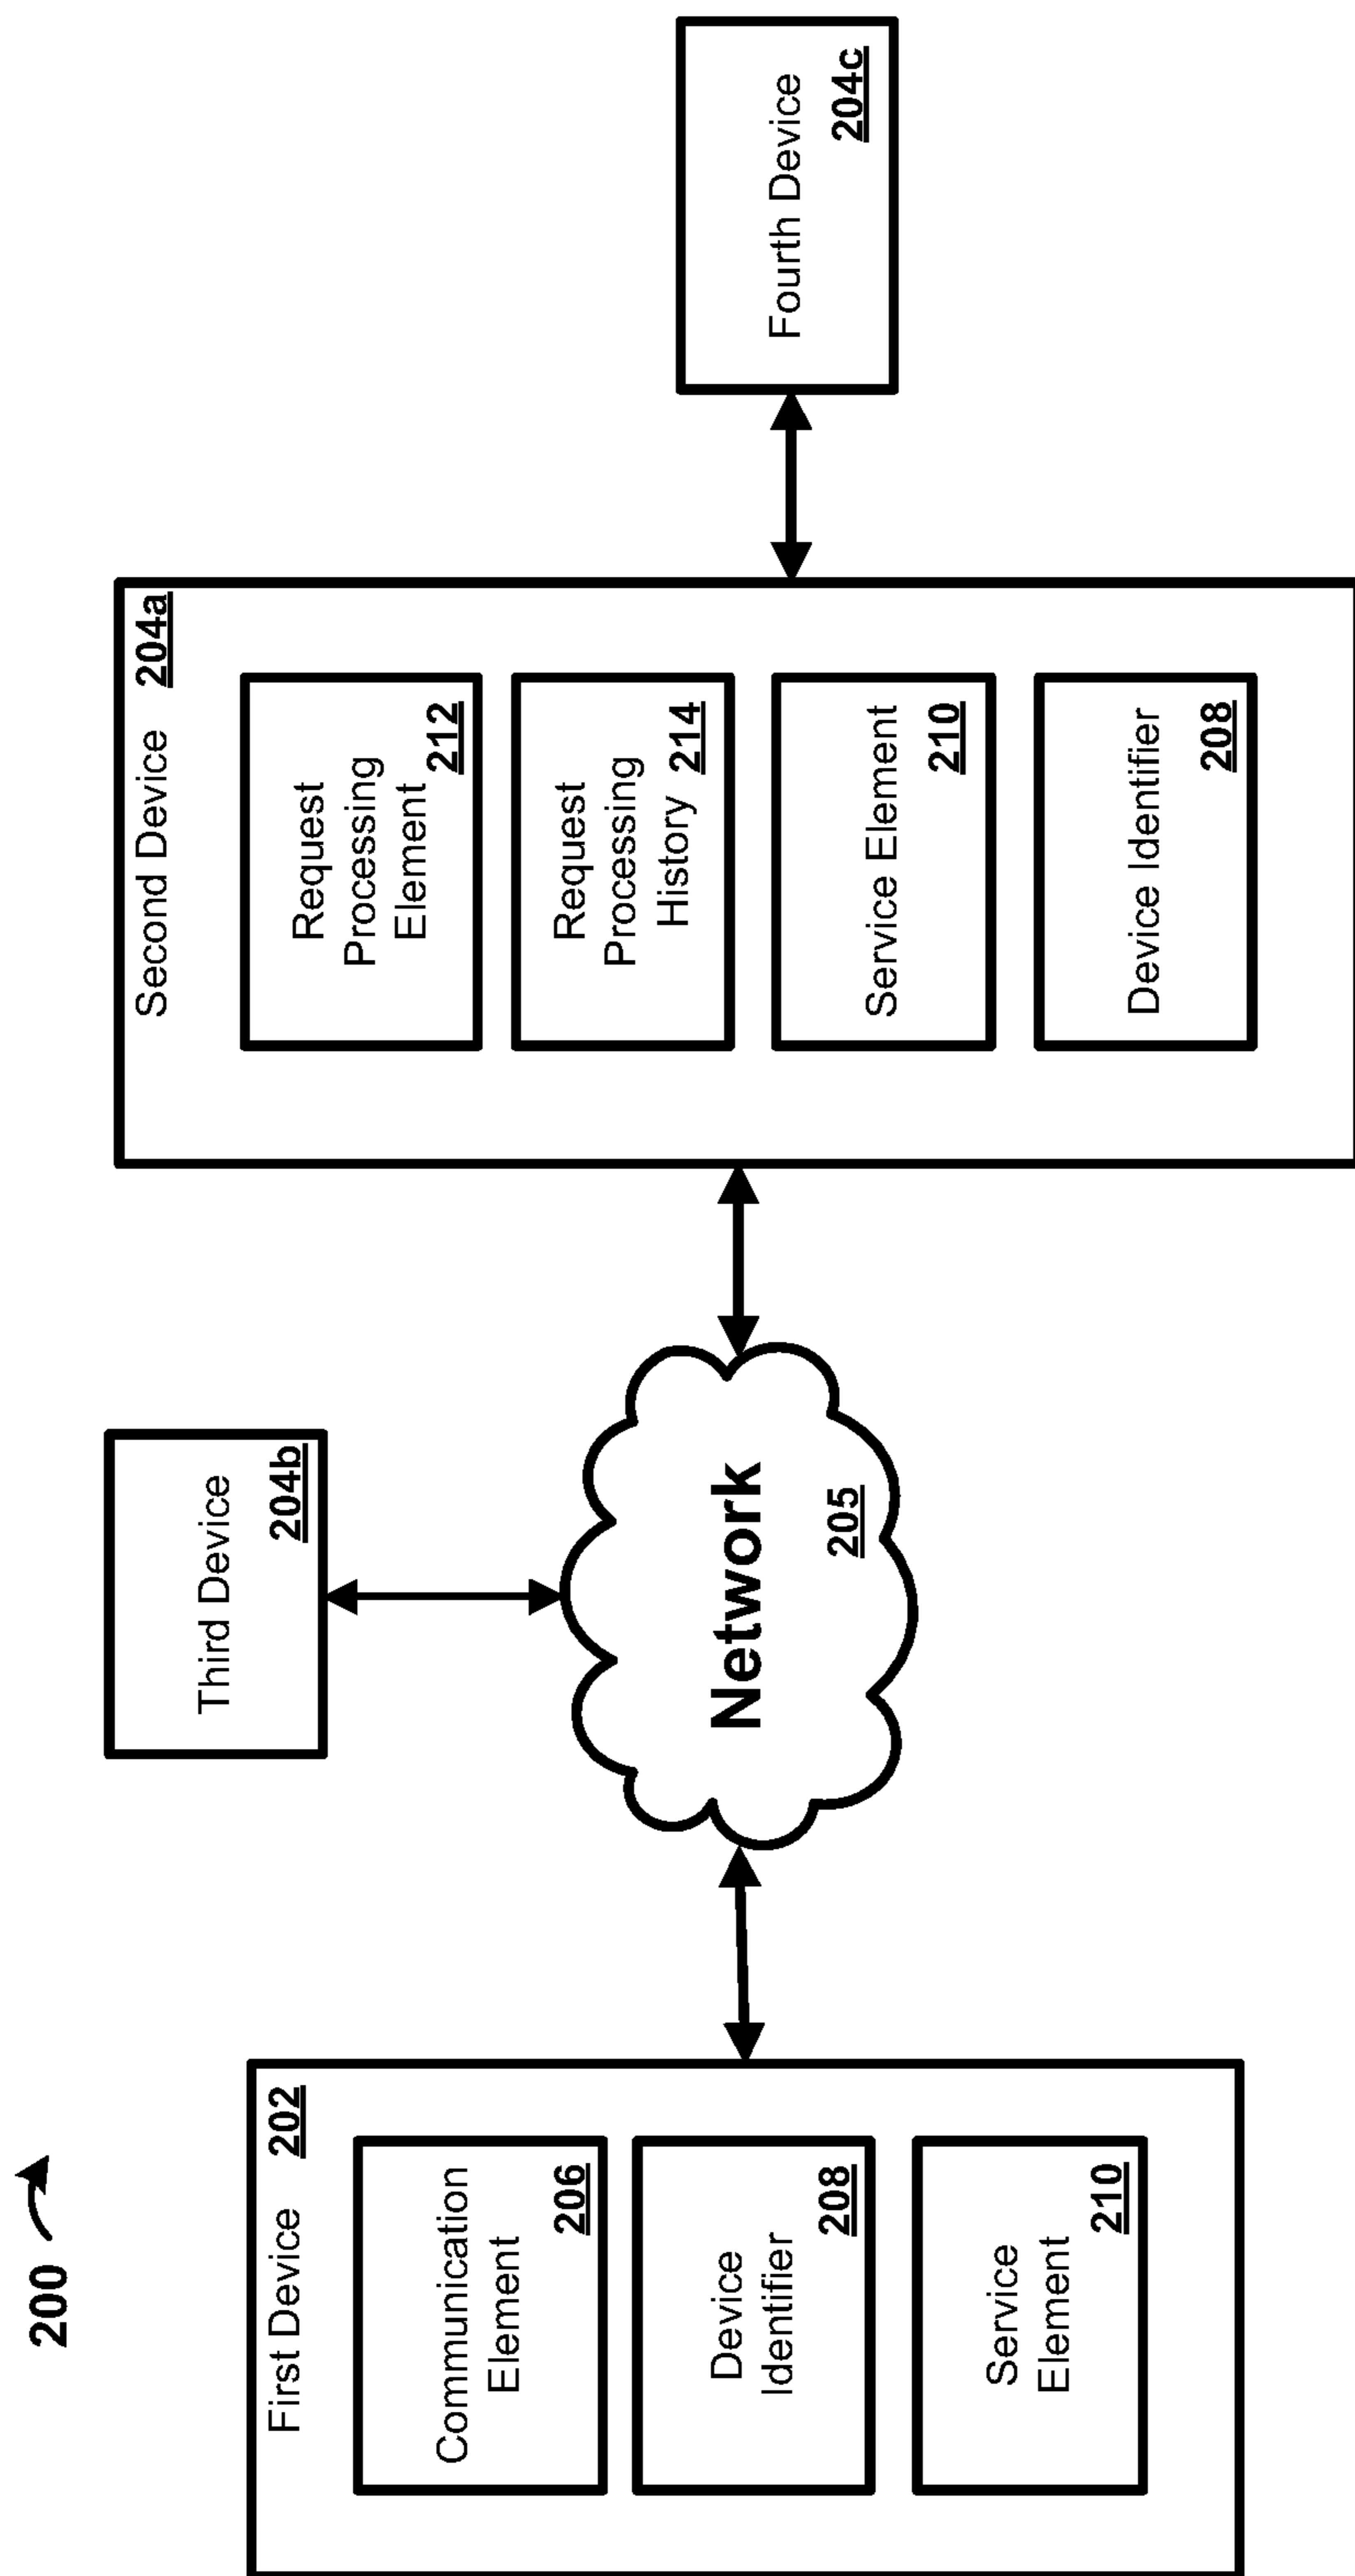 200
First Device 202
Communication
Element
206
Device
Identifier
208
Service
Element
210
Third Device
204b
Network
205
Second Device 204a
Request
Processing
Element
212
Request
Processing
History
214
Service Element
210
Device Identifier
208
Fourth Device
204c